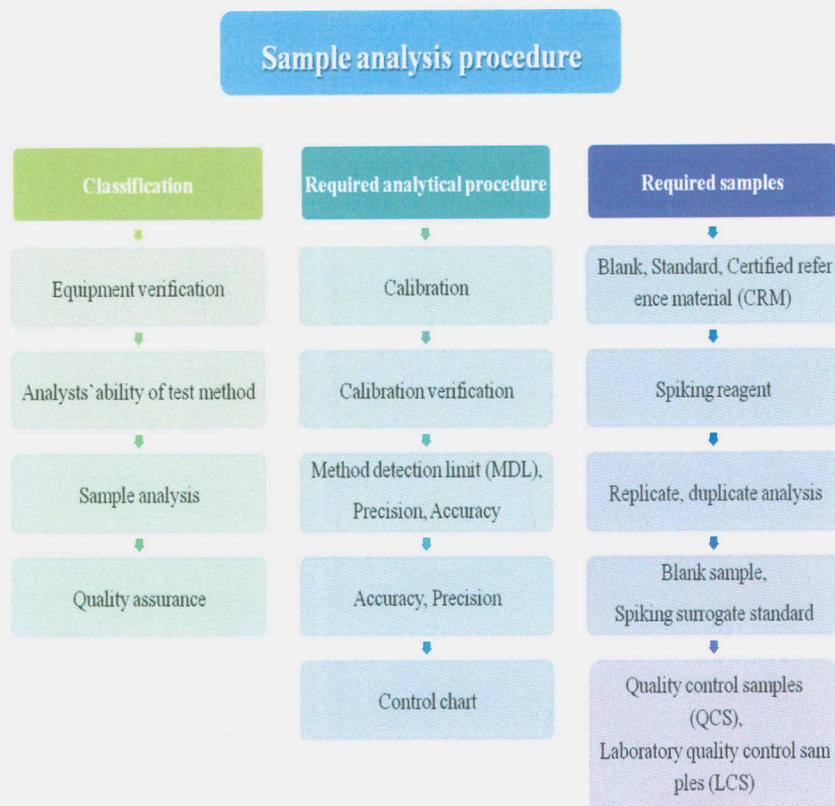 Sample analysis procedure
Classification
Equipment verification
Analysts`ability of test method
Sample analysis
Quality assurance
Required analytical procedure
Calibration
Calibration verification
Method detection limit (MDL),
Precision, Accuracy
Accuracy, Precision
Control chart
Required samples
Blank, Standard, Certified refer
ence material (CRM)
Spiking reagent
Replicate, duplicate analysis
Blank sample,
Spiking surrogate standard
Quality control samples
(QCS),
Laboratory quality control sam
ples (LCS)